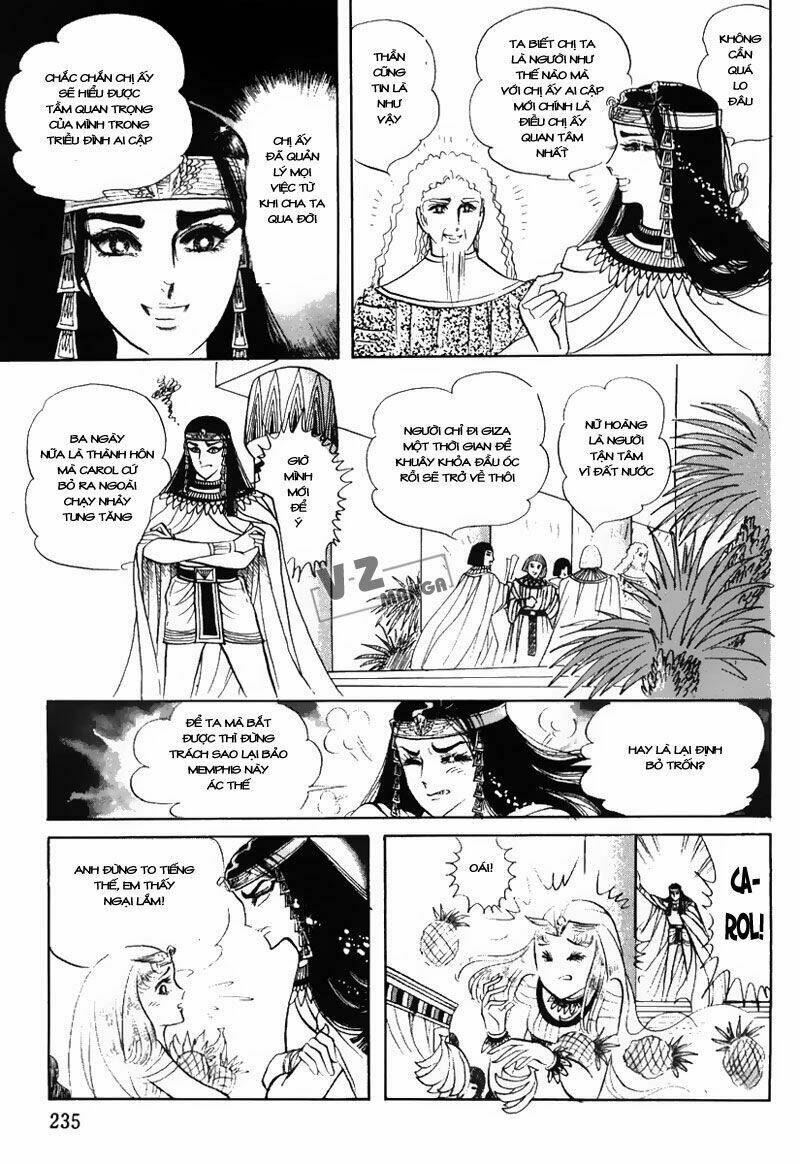 KHÔNG
CẦN
QUÁ
LO
ĐÂU
TA BIẾT CHỊ TA
LÀ NGƯỜI NHƯ
THẾ NÀO MÀ
VỚI CHỊ ẤY AI CẬP
MỚI CHÍNH LÀ
ĐIỀU CHỊ ẤY
QUAN TÂM
NHẤT
THẦN
CŨNG
TIN LÀ
NHƯ
VẬY
CHỊ ẤY
ĐÃ QUẢN
LÝ MỌI
VIỆC TỪ
KHI CHA TA
QUA ĐỜI
CHẮC CHẮN CHỊ ẤY
SẼ HIỂU ĐƯỢC
TẦM QUAN TRỌNG
CỦA MÌNH TRONG
TRIỀU ĐÌNH AI CẬP
NỮ HOÀNG
LÀ NGƯỜI
TẬN TÂM
VÌ ĐẤT NƯỚC
NGƯỜI CHỈ ĐI GIZA
MỘT THỜI GIAN ĐỂ
KHUÂY KHỎA ĐẦU ÓC
RỒI SẼ TRỞ VỀ THÔI
GIỜ
MÌNH
MỚI
ĐỂ
Ý
BA NGÀY
NỮA LÀ THÀNH HÔN
MÀ CAROL CỨ
BỎ RA NGOÀI
CHẠY NHẢY
TUNG TĂNG
V-Z
MANGA
HAY LÀ LẠI ĐỊNH
BỎ TRỐN?
ĐỂ TA MÀ BẮT
ĐƯỢC THÌ ĐỪNG
TRÁCH SAO LẠI BẢO
MEMPHIS NÀY
ÁC THẾ
CA-
ROL!
OÁI!
ANH ĐỪNG TO TIẾNG
THẾ, EM THẤY
NGẠI LẮM!
235